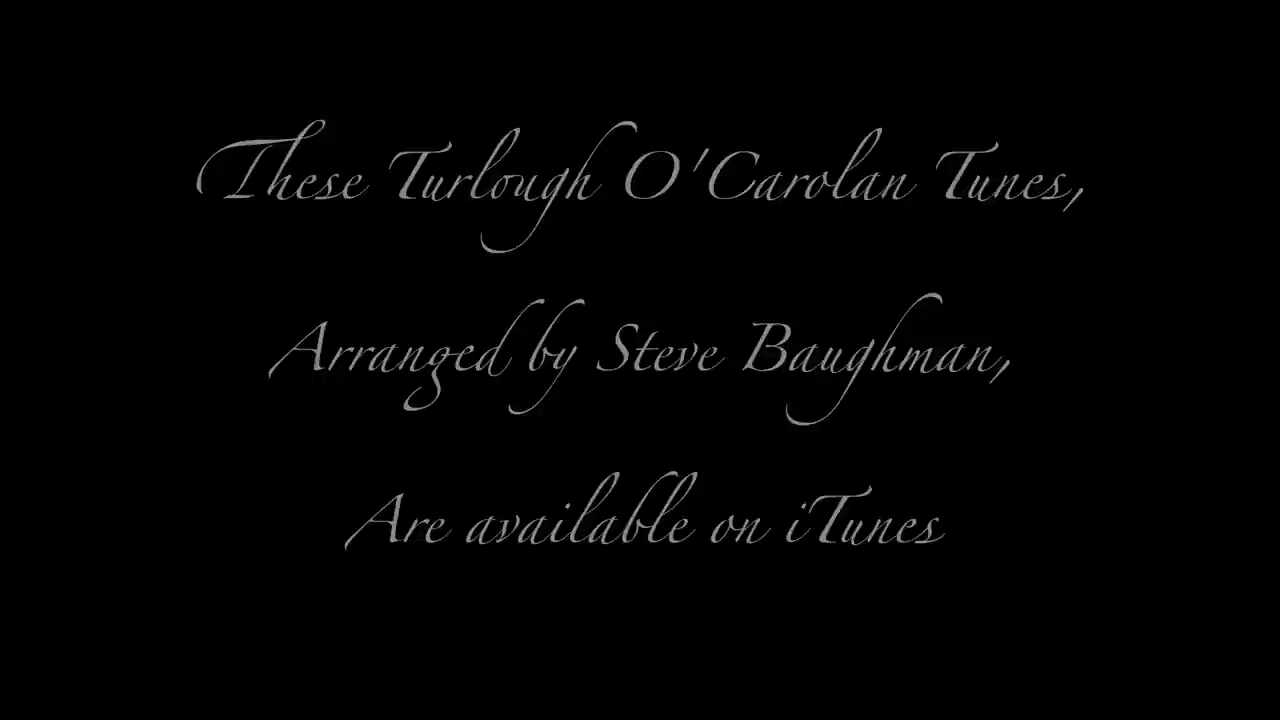 These Turlough O'Carolan Tunes,
Arranged by Steve Baughman,
Are available on iTunes